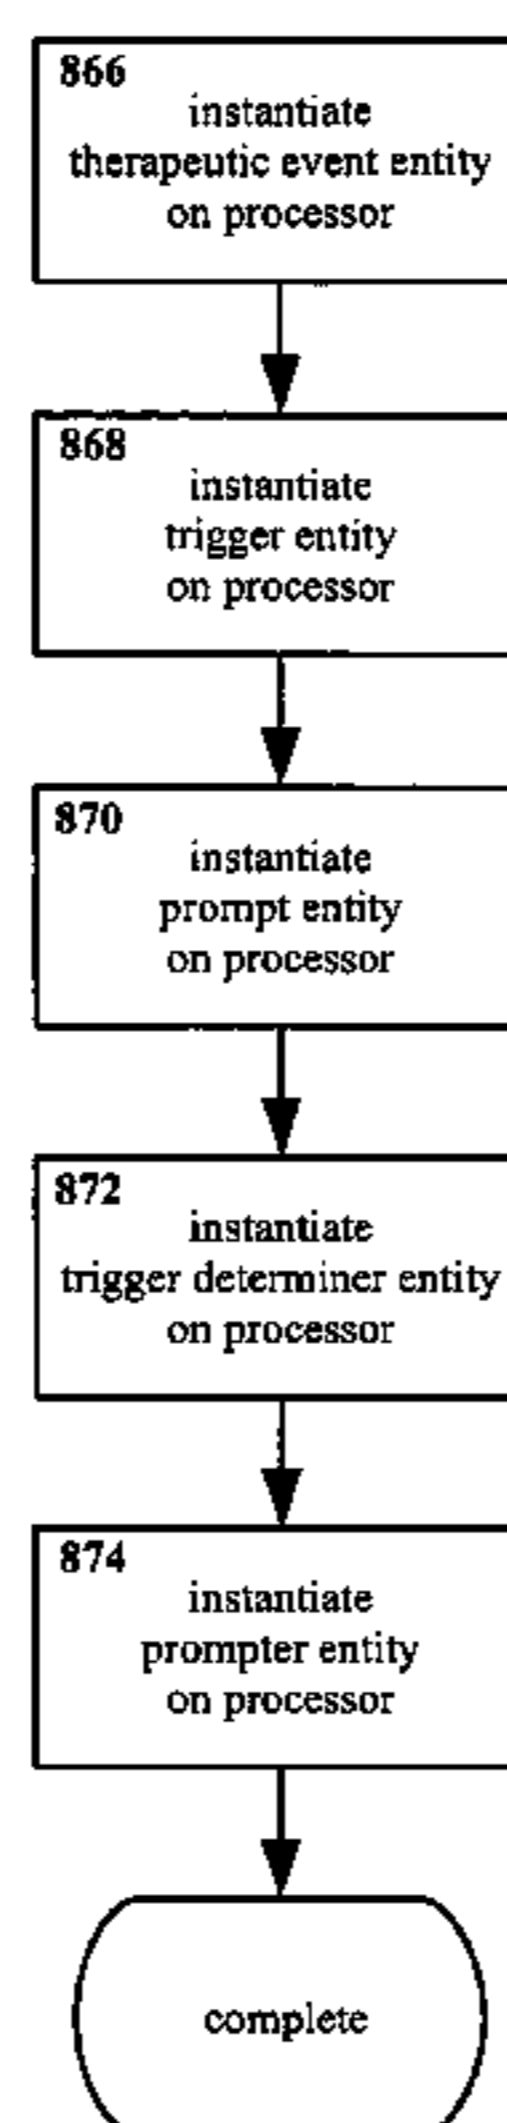 866
instantiate
therapeutic event entity
on processor
868
instantiate
trigger entity
on processor
870
instantiate
prompt entity
on processor
872
instantiate
trigger determiner entity
on processor
874
instantiate
prompter entity
on processor
complete